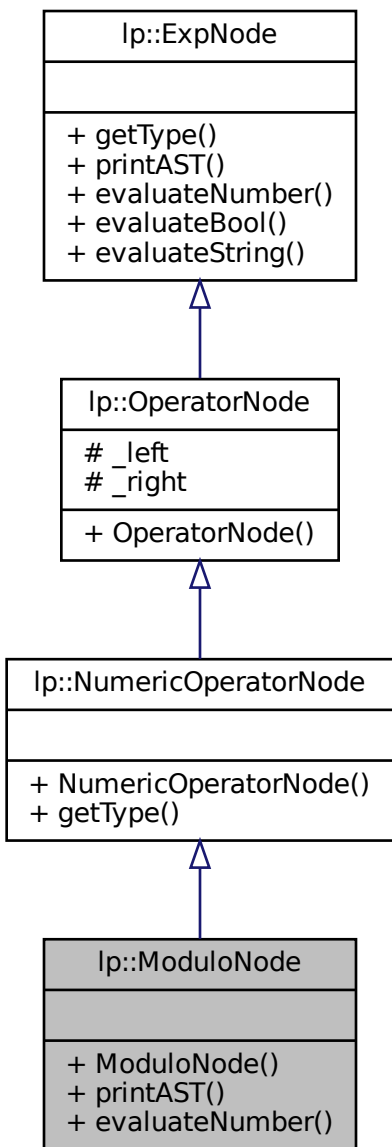 lp::ExpNode
+ getType()
+ printAST()
+ evaluateNumber()
+ evaluateBool()
+ evaluateString()
lp::OperatorNode
# _left
# _right
+ OperatorNode()
lp::NumericOperatorNode
+ NumericOperatorNode()
+ getType()
lp::ModuloNode
+ ModuloNode()
+ printAST()
+ evaluateNumber()